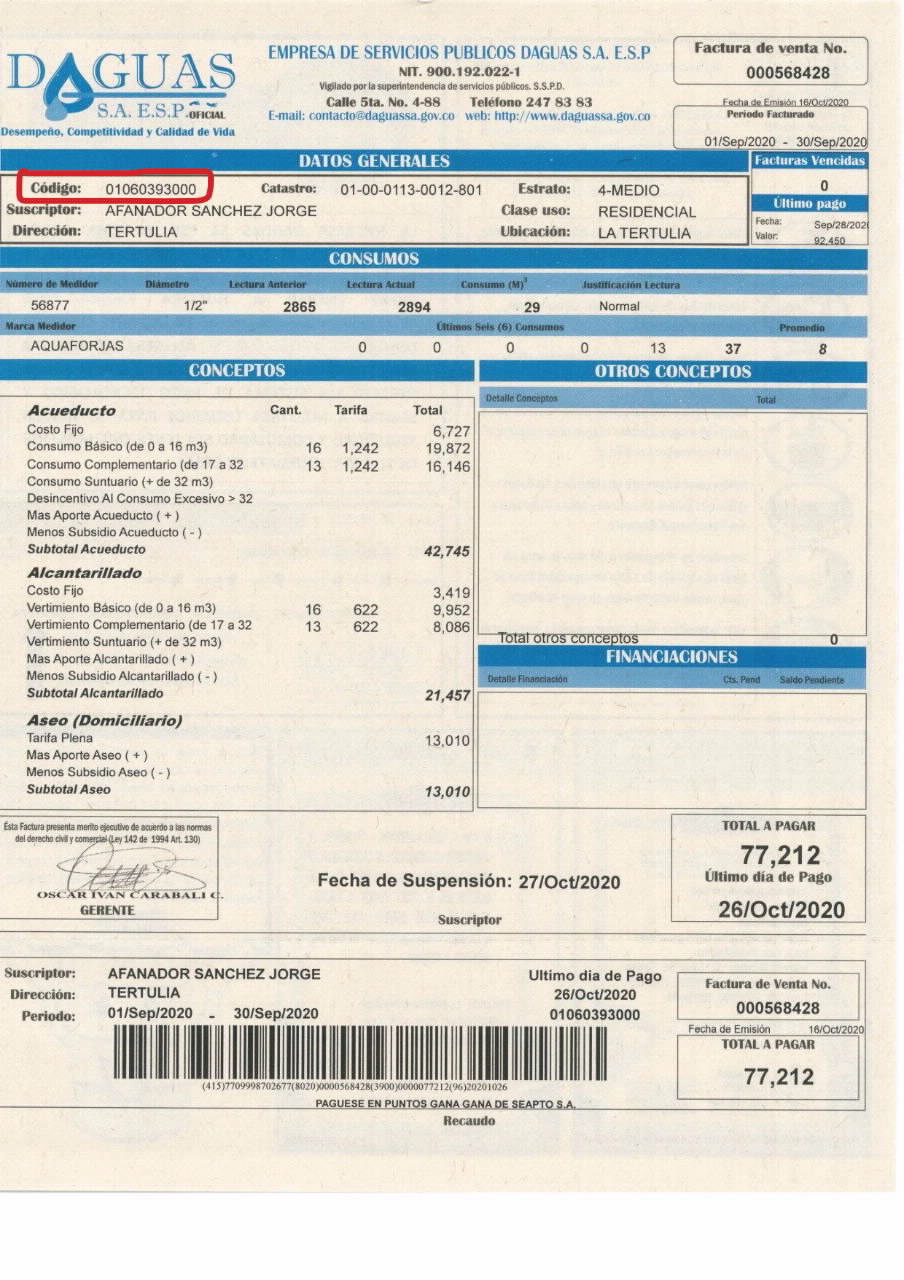 DAGUAS
S.A. E.S.P. OFICIAL
Desempeño, Competitividad y Calidad de Vida
EMPRESA DE SERVICIOS PUBLICOS DAGUAS S.A. E.S.P
NIT. 900.192.022-1
Vigilado por la superintendencia de servicios públicos. S.S.P.D.
Calle 5ta. No. 4-88 Teléfono 247 83 83
E-mail: contacto@daguassa.gov.co web: http://www.daguassa.gov.co
Factura de venta No.
000568428
Fecha de Emisión 16/Oct/2020
Periodo Facturado
01/Sep/2020 - 30/Sep/2020
DATOS GENERALES
Código: 01060393000 Catastro: 01-00-0113-0012-801 Estrato: 4-MEDIO
Suscriptor: AFANADOR SANCHEZ JORGE Clase uso: RESIDENCIAL
Dirección: TERTULIA Ubicación: LA TERTULIA
Facturas Vencidas
0
Último pago
Fecha: Sep/28/202
Valor: 92,450
CONSUMOS
Número de Medidor Diámetro Lectura Anterior Lectura Actual Consumo (M)³ Justificación Lectura
56877 1/2" 2865 2894 29 Normal
Marca Medidor Últimos Seis (6) Consumos Promedio
AQUAFORJAS 0 0 0 0 13 37 8
CONCEPTOS
Acueducto Cant. Tarifa Total
Costo Fijo 6,727
Consumo Básico (de 0 a 16 m3) 16 1,242 19,872
Consumo Complementario (de 17 a 32 13 1,242 16,146
Consumo Suntuario (+ de 32 m3)
Desincentivo Al Consumo Excesivo > 32
Mas Aporte Acueducto ( + )
Menos Subsidio Acueducto ( - )
Subtotal Acueducto 42,745
Alcantarillado
Costo Fijo 3,419
Vertimiento Básico (de 0 a 16 m3) 16 622 9,952
Vertimiento Complementario (de 17 a 32 13 622 8,086
Vertimiento Suntuario (+ de 32 m3)
Mas Aporte Alcantarillado ( + )
Menos Subsidio Alcantarillado ( - )
Subtotal Alcantarillado 21,457
Aseo (Domiciliario)
Tarifa Plena 13,010
Mas Aporte Aseo ( + )
Menos Subsidio Aseo ( - )
Subtotal Aseo 13,010
OTROS CONCEPTOS
Detalle Conceptos Total
Total otros conceptos 0
FINANCIACIONES
Detalle Financiación Cts. Pend Saldo Pendiente
Ésta Factura presenta merito ejecutivo de acuerdo a las normas
del derecho civil y comercial (Ley 142 de 1994 Art. 130)
OSCAR IVAN CARABALI C.
GERENTE
Fecha de Suspensión: 27/Oct/2020
Suscriptor
TOTAL A PAGAR
77,212
Último día de Pago
26/Oct/2020
Suscriptor: AFANADOR SANCHEZ JORGE
Dirección: TERTULIA
Periodo: 01/Sep/2020 - 30/Sep/2020
Ultimo dia de Pago
26/Oct/2020
01060393000
Factura de Venta No.
000568428
Fecha de Emisión 16/Oct/2020
TOTAL A PAGAR
77,212
(415)7709998702677(8020)0000568428(3900)0000077212(96)20201026
PAGUESE EN PUNTOS GANA GANA DE SEAPTO S.A.
Recaudo